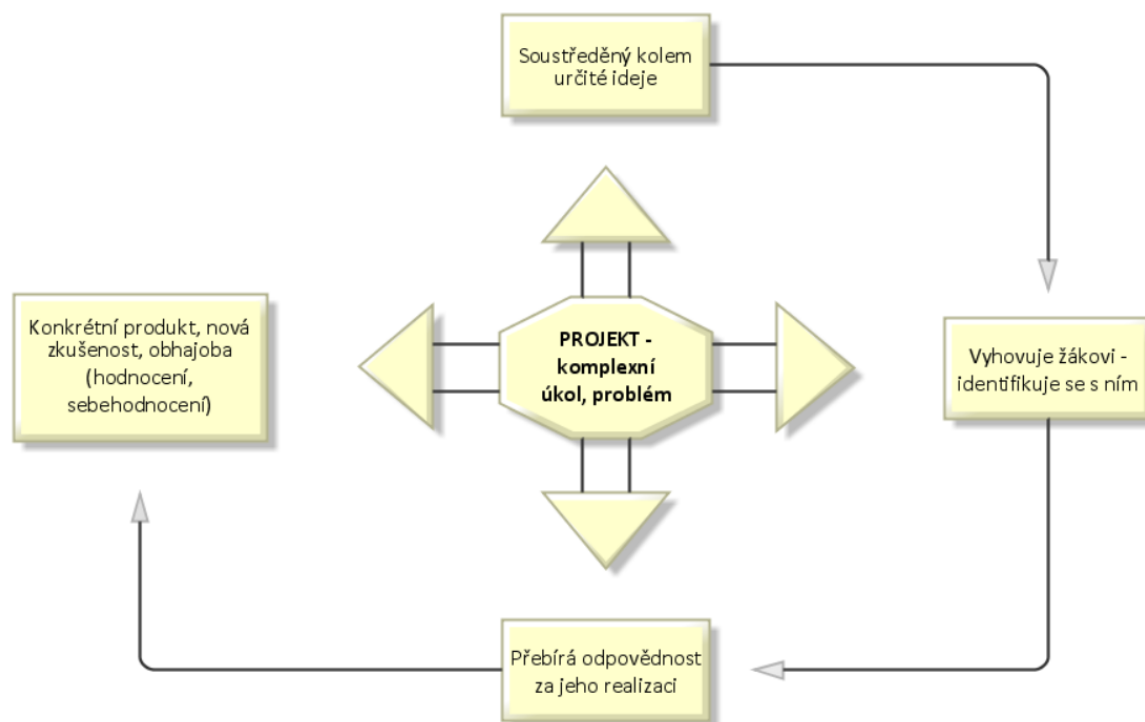 Soustředěný kolem
určité ideje
Konkrétní produkt, nová
zkušenost, obhajoba
(hodnocení,
sebehodnocení)
PROJEKT -
komplexní
úkol, problém
Vyhovuje žákovi -
identifikuje se s ním
Přebírá odpovědnost
za jeho realizaci